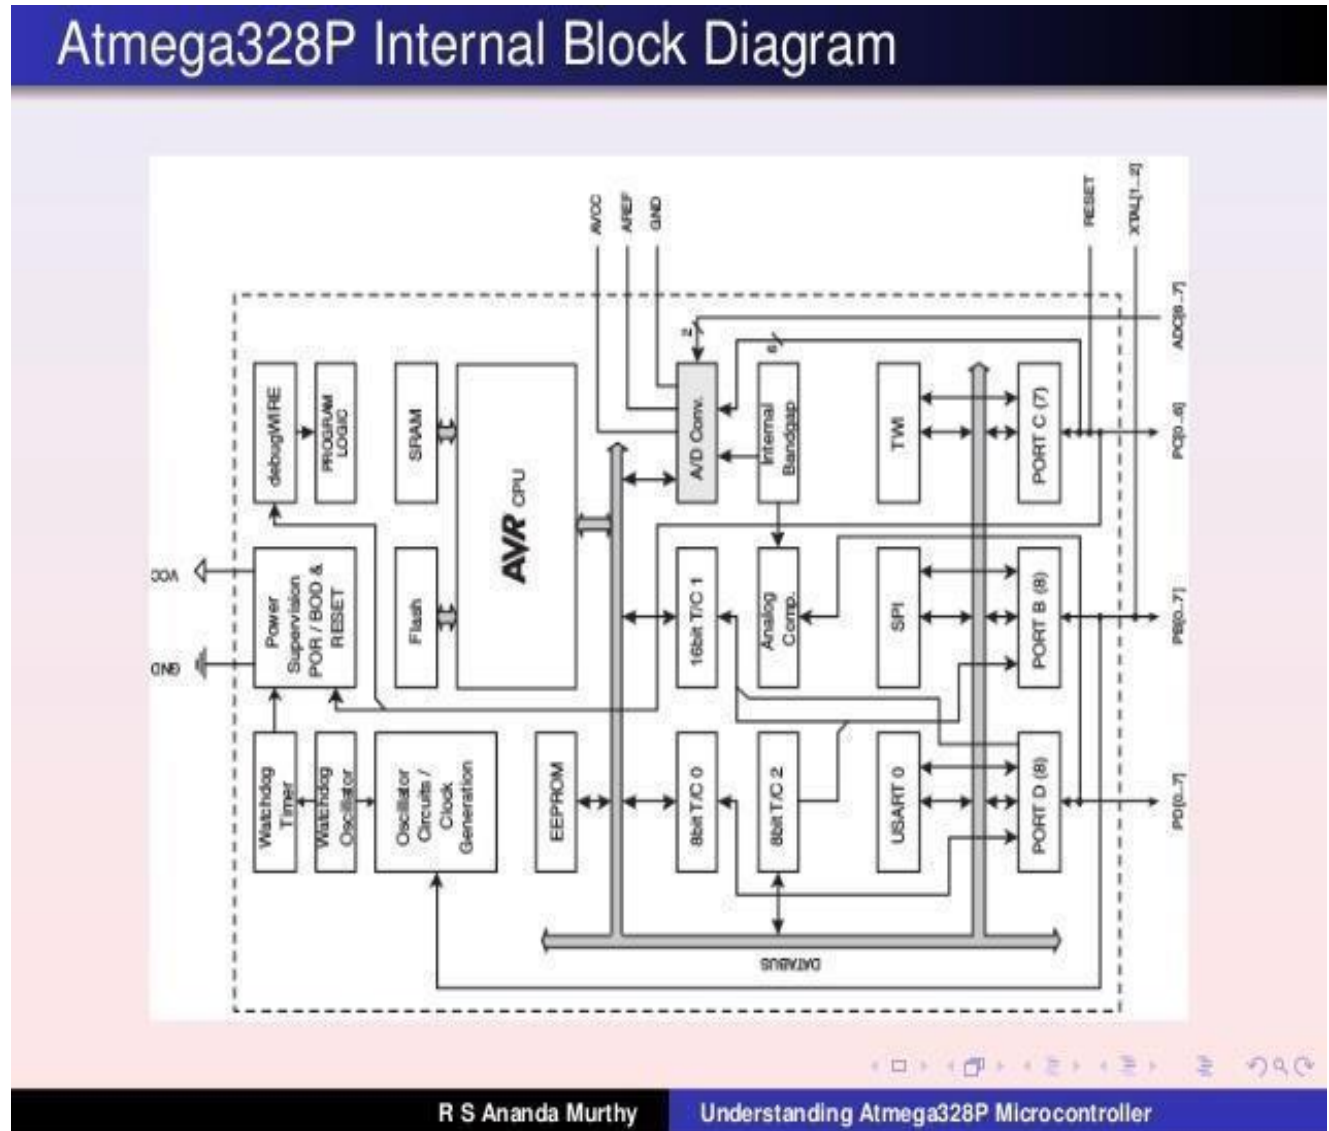 Atmega328P Internal Block Diagram
AVCC
AREF
GND
RESET
XTAL[1..2]
ADC[6..7]
PC[0..6]
PB[0..7]
PD[0..7]
VCC
GND
debugWIRE
PROGRAM
LOGIC
SRAM
AVR CPU
Flash
Power
Supervision
POR / BOD &
RESET
Watchdog
Timer
Watchdog
Oscillator
Oscillator
Circuits /
Clock
Generation
EEPROM
2
6
A/D Conv.
Internal
Bandgap
TWI
PORT C (7)
16bit T/C 1
Analog
Comp.
SPI
PORT B (8)
8bit T/C 0
8bit T/C 2
USART 0
PORT D (8)
DATABUS
R S Ananda Murthy
Understanding Atmega328P Microcontroller